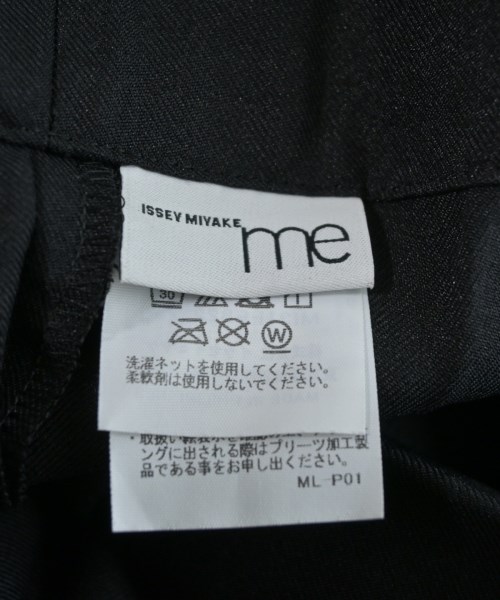 ISSEY MIYAKE
me
30
W
洗濯ネットを使用してください。
柔軟剤は使用しないでください。
ングに出される際はプリーツ加工製
品である事をお申し出ください。
ML-P01